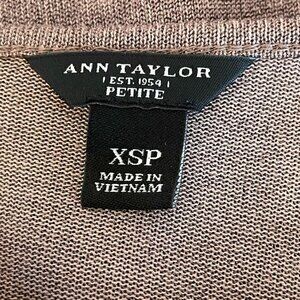 ANN TAYLOR
EST. 1954
PETITE
XSP
MADE IN
VIETNAM